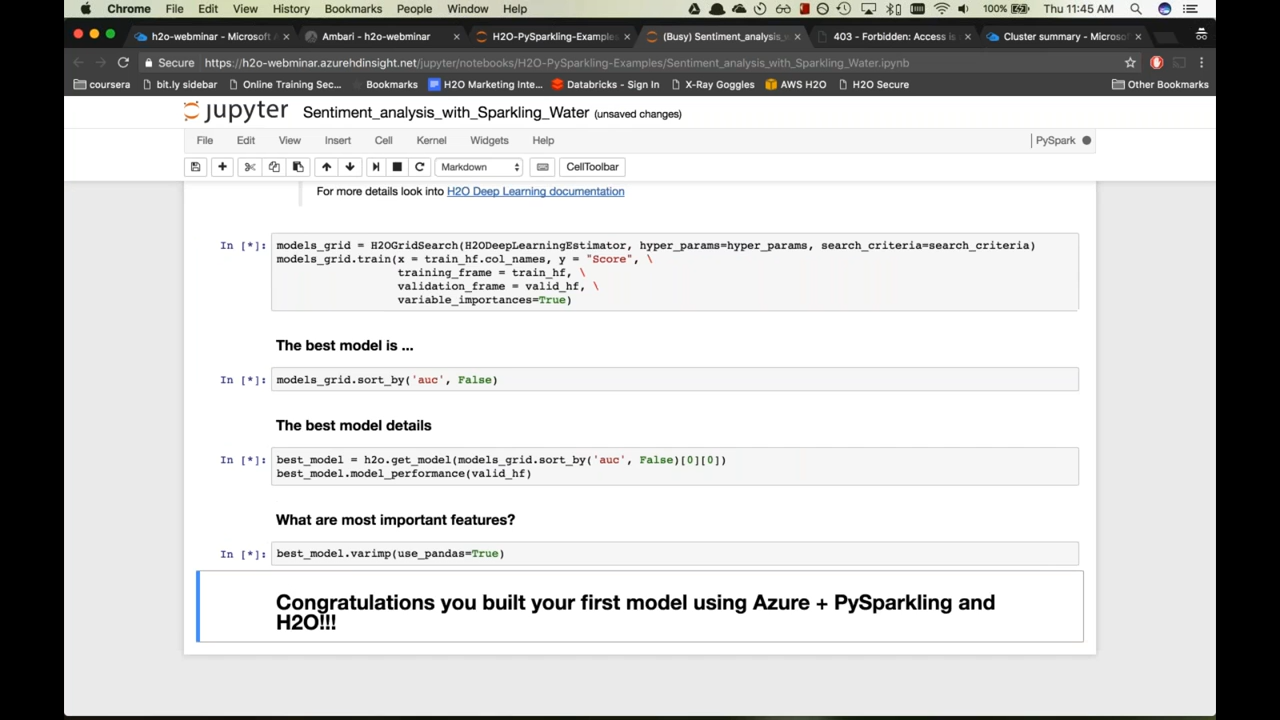 Chrome File Edit View History Bookmarks People Window Help 100% Thu 11:45 AM
h2o-webminar - Microsoft A × Ambari - h2o-webminar × H2O-PySparkling-Examples × (Busy) Sentiment_analysis_w × 403 - Forbidden: Access is × Cluster summary - Microsof ×
Secure https://h2o-webminar.azurehdinsight.net/jupyter/notebooks/H2O-PySparkling-Examples/Sentiment_analysis_with_Sparkling_Water.ipynb
coursera bit.ly sidebar Online Training Sec... Bookmarks H2O Marketing Inte... Databricks - Sign In X-Ray Goggles AWS H2O H2O Secure Other Bookmarks
jupyter Sentiment_analysis_with_Sparkling_Water (unsaved changes)
File Edit View Insert Cell Kernel Widgets Help PySpark
Markdown CellToolbar
For more details look into H2O Deep Learning documentation
In [*]: models_grid = H2OGridSearch(H2ODeepLearningEstimator, hyper_params=hyper_params, search_criteria=search_criteria)
models_grid.train(x = train_hf.col_names, y = "Score", \
training_frame = train_hf, \
validation_frame = valid_hf, \
variable_importances=True)
The best model is ...
In [*]: models_grid.sort_by('auc', False)
The best model details
In [*]: best_model = h2o.get_model(models_grid.sort_by('auc', False)[0][0])
best_model.model_performance(valid_hf)
What are most important features?
In [*]: best_model.varimp(use_pandas=True)
Congratulations you built your first model using Azure + PySparkling and
H2O!!!